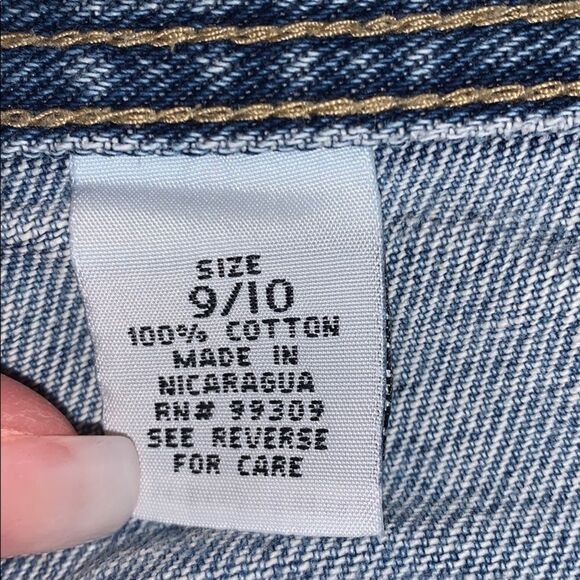 SIZE
9/10
100% COTTON
MADE IN
NICARAGUA
RN# 99309
SEE REVERSE
FOR CARE